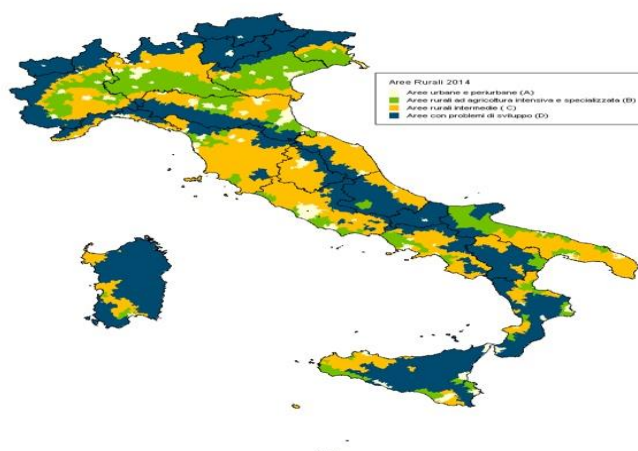 Aree Rurali 2014
Aree urbane e periurbane (A)
Aree rurali ad agricoltura intensiva e specializzata (B)
Aree rurali intermedie ( C)
Aree con problemi di sviluppo (D)